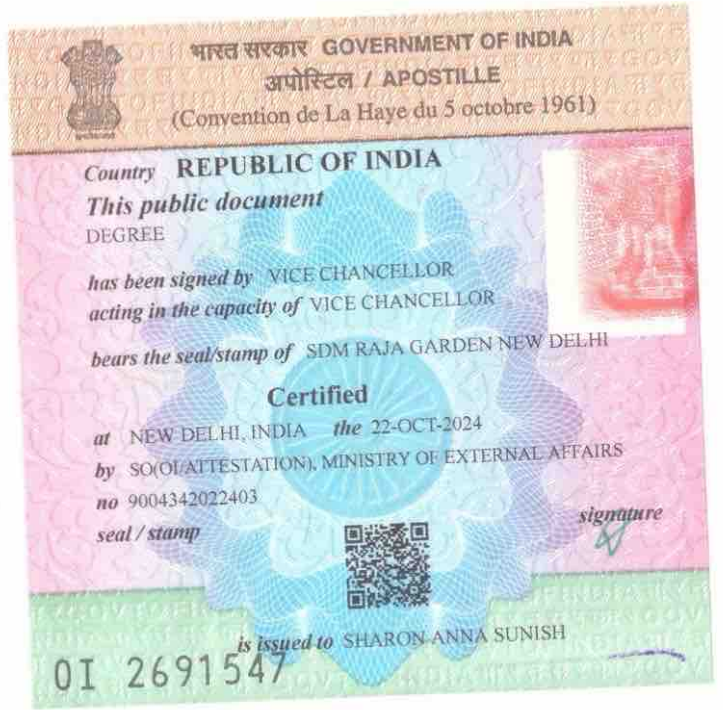 भारत सरकार GOVERNMENT OF INDIA
अपोस्टिल / APOSTILLE
(Convention de La Haye du 5 octobre 1961)
Country REPUBLIC OF INDIA
This public document
DEGREE
has been signed by VICE CHANCELLOR
acting in the capacity of VICE CHANCELLOR
bears the seal/stamp of SDM RAJA GARDEN NEW DELHI
Certified
at NEW DELHI, INDIA the 22-OCT-2024
by SO(OI/ATTESTATION), MINISTRY OF EXTERNAL AFFAIRS
no 9004342022403
seal / stamp
signature
is issued to SHARON ANNA SUNISH
OI 2691547